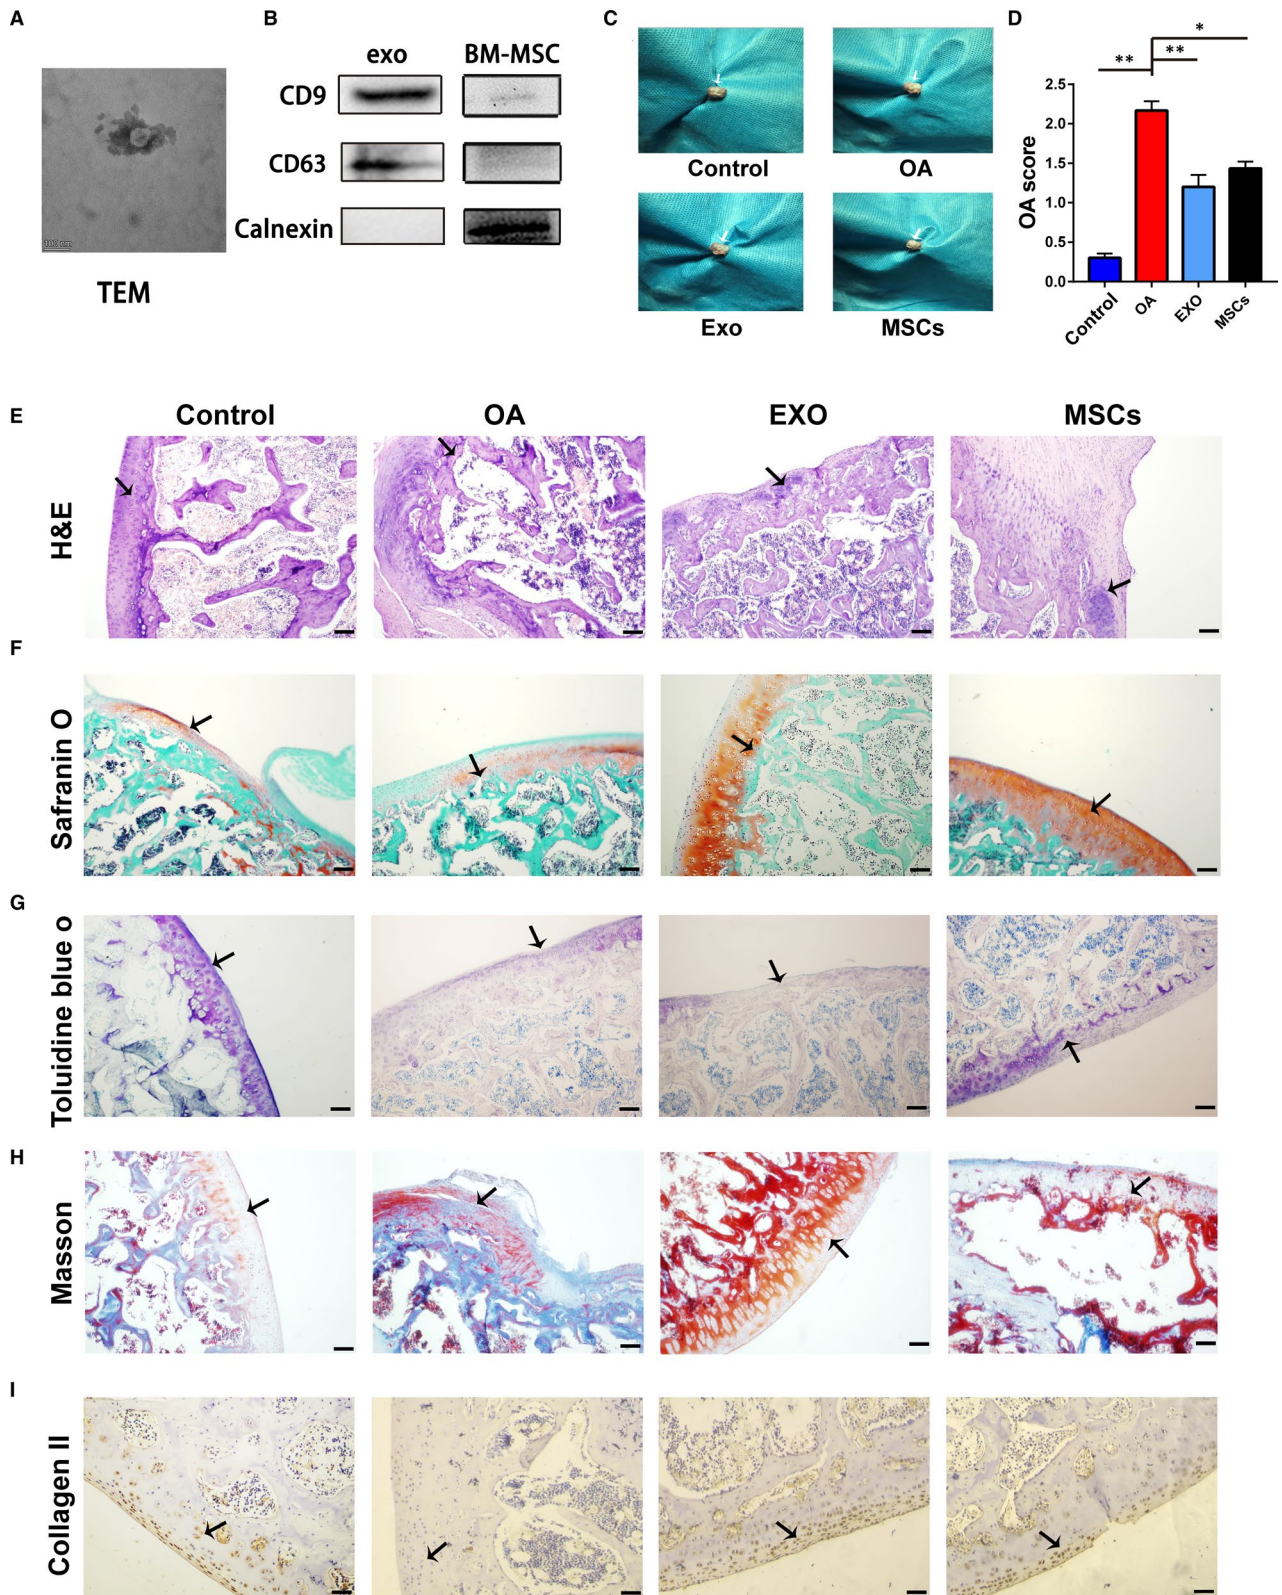 A
100 nm
TEM
B
exo BM-MSC
CD9
CD63
Calnexin
C
Control
OA
Exo
MSCs
D
*
** **
OA score
2.5
2.0
1.5
1.0
0.5
0.0
Control
OA
EXO
MSCs
E
Control OA EXO MSCs
H&E
F
Safranin O
G
Toluidine blue o
H
Masson
I
Collagen II